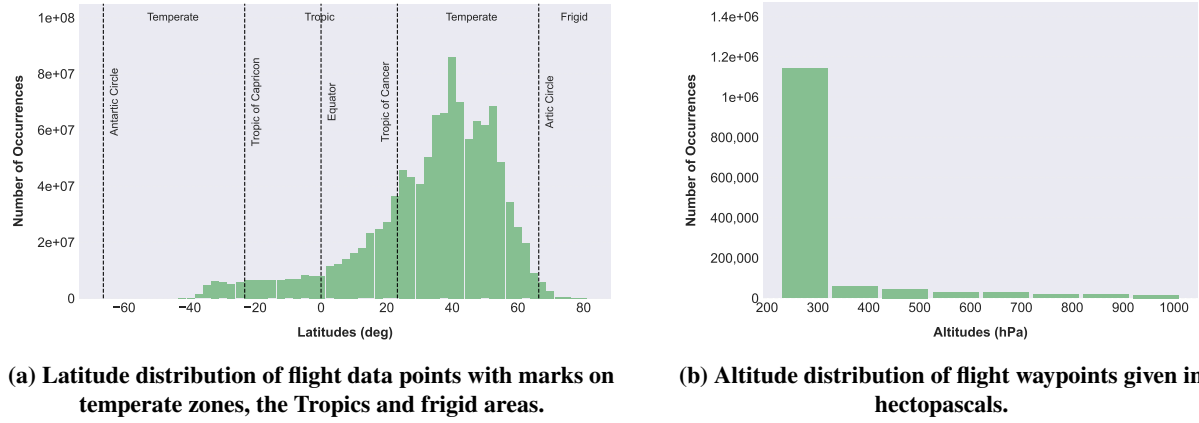 1e+08
8e+07
6e+07
4e+07
2e+07
0
Number of Occurrences
Temperate
Tropic
Temperate
Frigid
Antartic Circle
Tropic of Capricon
Equator
Tropic of Cancer
Artic Circle
−60
−40
−20
0
20
40
60
80
Latitudes (deg)
(a) Latitude distribution of flight data points with marks on
temperate zones, the Tropics and frigid areas.
1.4e+06
1.2e+06
1e+06
800,000
600,000
400,000
200,000
0
Number of Occurrences
200
300
400
500
600
700
800
900
1000
Altitudes (hPa)
(b) Altitude distribution of flight waypoints given in
hectopascals.